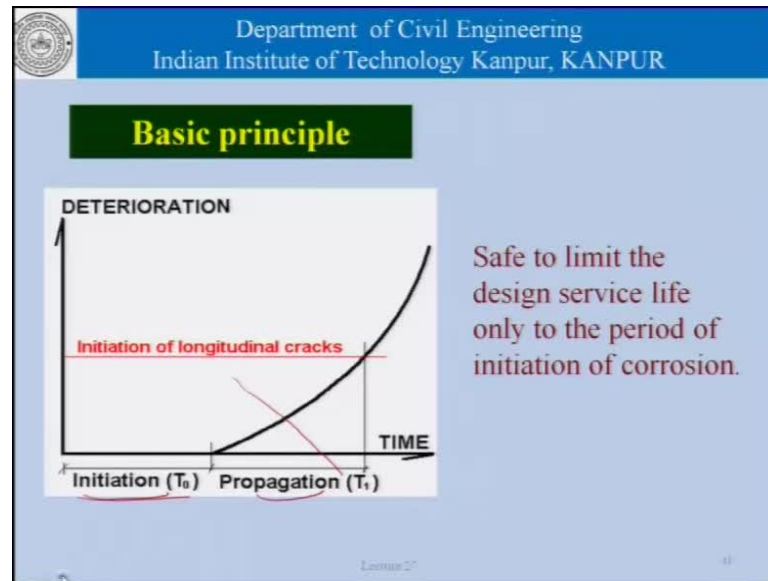 Department of Civil Engineering
Indian Institute of Technology Kanpur, KANPUR
Basic principle
DETERIORATION
Initiation of longitudinal cracks
TIME
Initiation (T₀) Propagation (T₁)
Safe to limit the
design service life
only to the period of
initiation of corrosion.